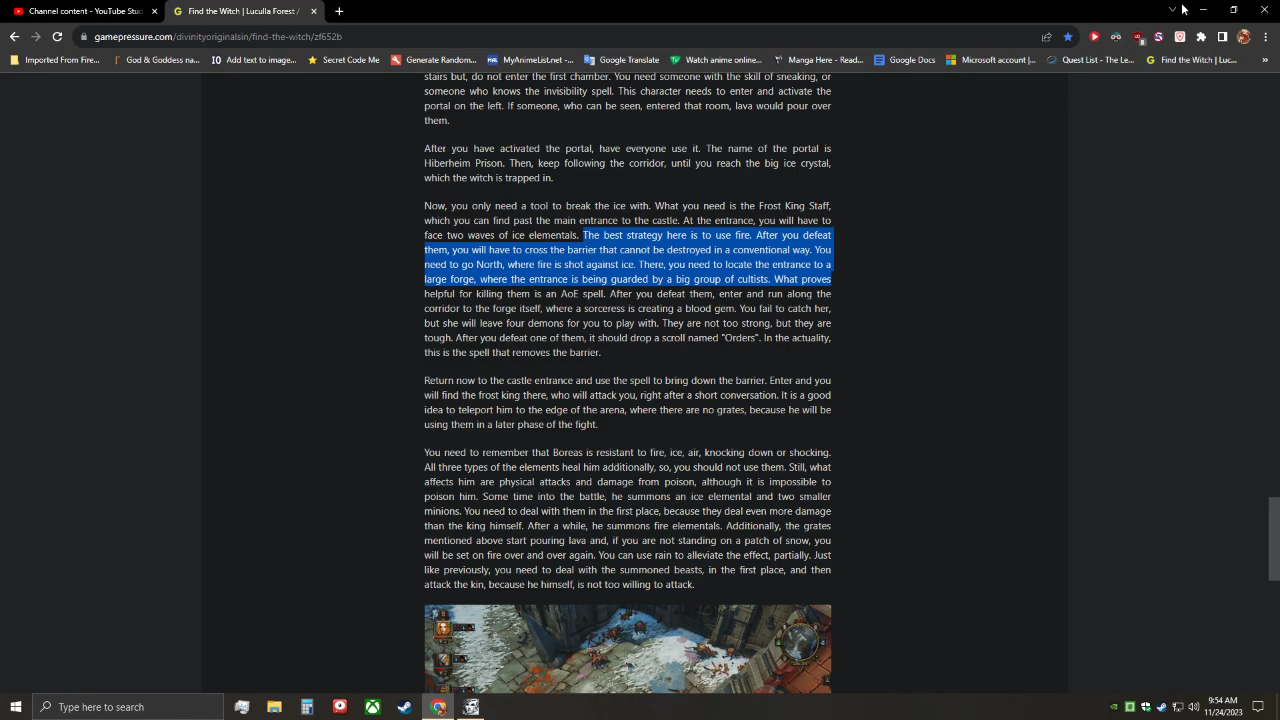 Channel content - YouTube Stud
Find the Witch | Luculla Forest /
gamepressure.com/divinityoriginalsin/find-the-witch/zf652b
8
Imported From Fire...
God & Goddess na...
Add text to image...
Secret Code Me
Generate Random...
MyAnimeList.net -...
Google Translate
Watch anime online...
Manga Here - Read...
Google Docs
Microsoft account |...
Quest List - The Le...
Find the Witch | Luc...
stairs but, do not enter the first chamber. You need someone with the skill of sneaking, or
someone who knows the invisibility spell. This character needs to enter and activate the
portal on the left. If someone, who can be seen, entered that room, lava would pour over
them.
After you have activated the portal, have everyone use it. The name of the portal is
Hiberheim Prison. Then, keep following the corridor, until you reach the big ice crystal,
which the witch is trapped in.
Now, you only need a tool to break the ice with. What you need is the Frost King Staff,
which you can find past the main entrance to the castle. At the entrance, you will have to
face two waves of ice elementals. The best strategy here is to use fire. After you defeat
them, you will have to cross the barrier that cannot be destroyed in a conventional way. You
need to go North, where fire is shot against ice. There, you need to locate the entrance to a
large forge, where the entrance is being guarded by a big group of cultists. What proves
helpful for killing them is an AoE spell. After you defeat them, enter and run along the
corridor to the forge itself, where a sorceress is creating a blood gem. You fail to catch her,
but she will leave four demons for you to play with. They are not too strong, but they are
tough. After you defeat one of them, it should drop a scroll named "Orders". In the actuality,
this is the spell that removes the barrier.
Return now to the castle entrance and use the spell to bring down the barrier. Enter and you
will find the frost king there, who will attack you, right after a short conversation. It is a good
idea to teleport him to the edge of the arena, where there are no grates, because he will be
using them in a later phase of the fight.
You need to remember that Boreas is resistant to fire, ice, air, knocking down or shocking.
All three types of the elements heal him additionally, so, you should not use them. Still, what
affects him are physical attacks and damage from poison, although it is impossible to
poison him. Some time into the battle, he summons an ice elemental and two smaller
minions. You need to deal with them in the first place, because they deal even more damage
than the king himself. After a while, he summons fire elementals. Additionally, the grates
mentioned above start pouring lava and, if you are not standing on a patch of snow, you
will be set on fire over and over again. You can use rain to alleviate the effect, partially. Just
like previously, you need to deal with the summoned beasts, in the first place, and then
attack the kin, because he himself, is not too willing to attack.
Type here to search
9:54 AM
11/24/2023